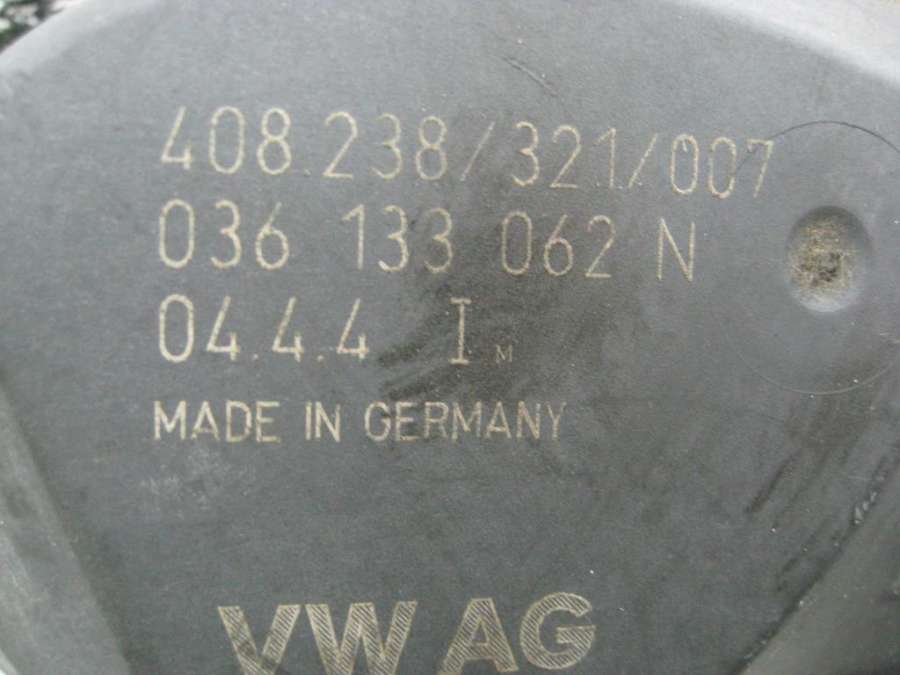 408.238/321/007
036 133 062 N
04.4.4 I M
MADE IN GERMANY
VW AG